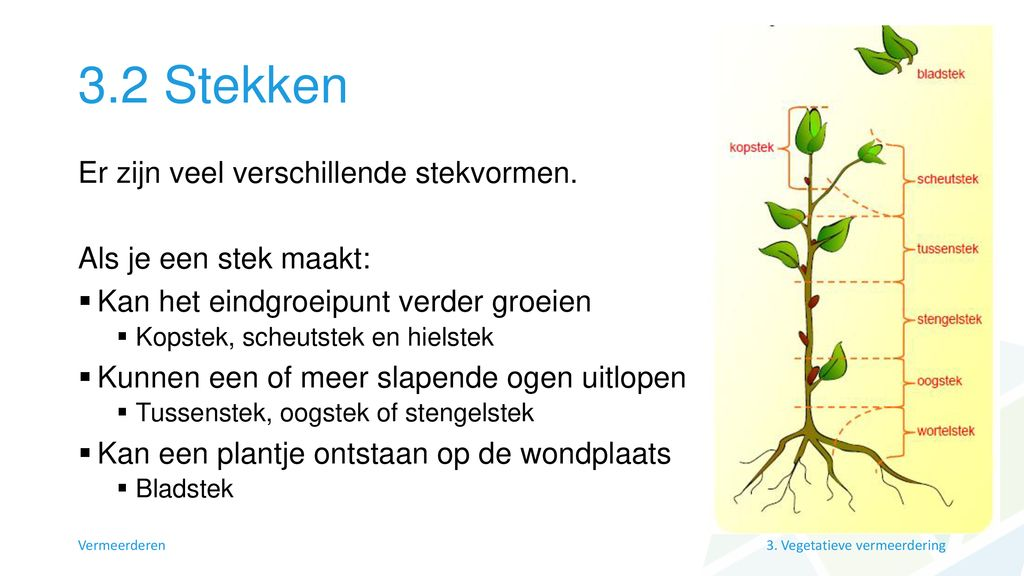 3.2 Stekken
Er zijn veel verschillende stekvormen.
Als je een stek maakt:
▪ Kan het eindgroeipunt verder groeien
▪ Kopstek, scheutstek en hielstek
▪ Kunnen een of meer slapende ogen uitlopen
▪ Tussenstek, oogstek of stengelstek
▪ Kan een plantje ontstaan op de wondplaats
▪ Bladstek
bladstek
kopstek
scheutstek
tussenstek
stengelstek
oogstek
wortelstek
Vermeerderen
3. Vegetatieve vermeerdering